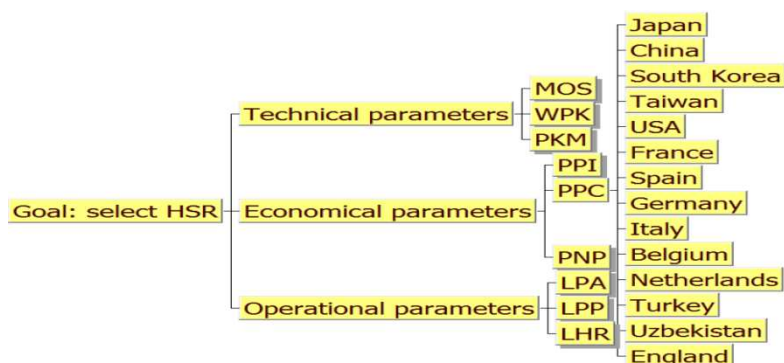 Goal: select HSR
Technical parameters
MOS
WPK
PKM
Economical parameters
PPI
PPC
PNP
Operational parameters
LPA
LPP
LHR
Japan
China
South Korea
Taiwan
USA
France
Spain
Germany
Italy
Belgium
Netherlands
Turkey
Uzbekistan
England